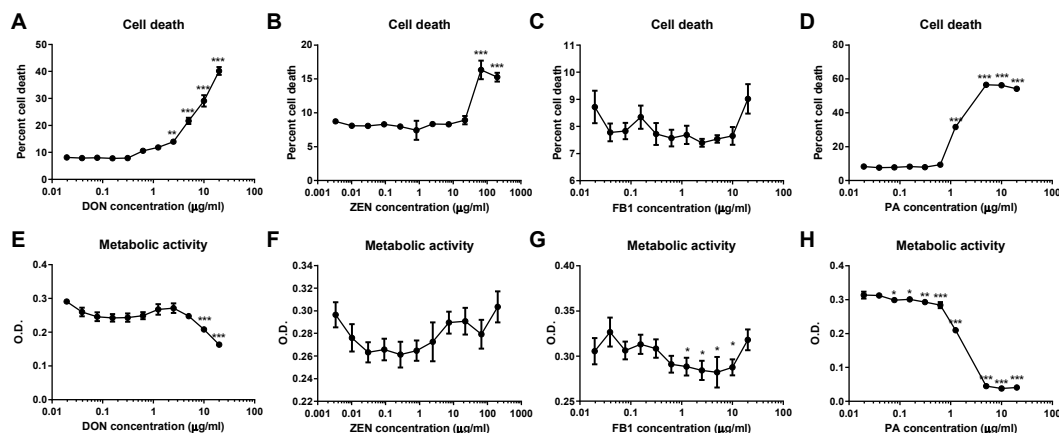 A
Cell death
Percent cell death
50
40
30
20
10
0
**
***
***
***
0.01 0.1 1 10 100
DON concentration (µg/ml)
B
Cell death
Percent cell death
20
15
10
5
0
***
***
0.001 0.01 0.1 1 10 100 1000
ZEN concentration (µg/ml)
C
Cell death
Percent cell death
11
10
9
8
7
6
0.01 0.1 1 10 100
FB1 concentration (µg/ml)
D
Cell death
Percent cell death
80
60
40
20
0
***
*** *** ***
0.01 0.1 1 10 100
PA concentration (µg/ml)
E
Metabolic activity
O.D.
0.4
0.3
0.2
0.1
0.0
***
***
0.01 0.1 1 10 100
DON concentration (µg/ml)
F
Metabolic activity
O.D.
0.34
0.32
0.30
0.28
0.26
0.24
0.22
0.001 0.01 0.1 1 10 100 1000
ZEN concentration (µg/ml)
G
Metabolic activity
O.D.
0.40
0.35
0.30
0.25
0.20
* * * *
0.01 0.1 1 10 100
FB1 concentration (µg/ml)
H
Metabolic activity
O.D.
0.4
0.3
0.2
0.1
0.0
* * ** ***
***
*** *** ***
0.01 0.1 1 10 100
PA concentration (µg/ml)